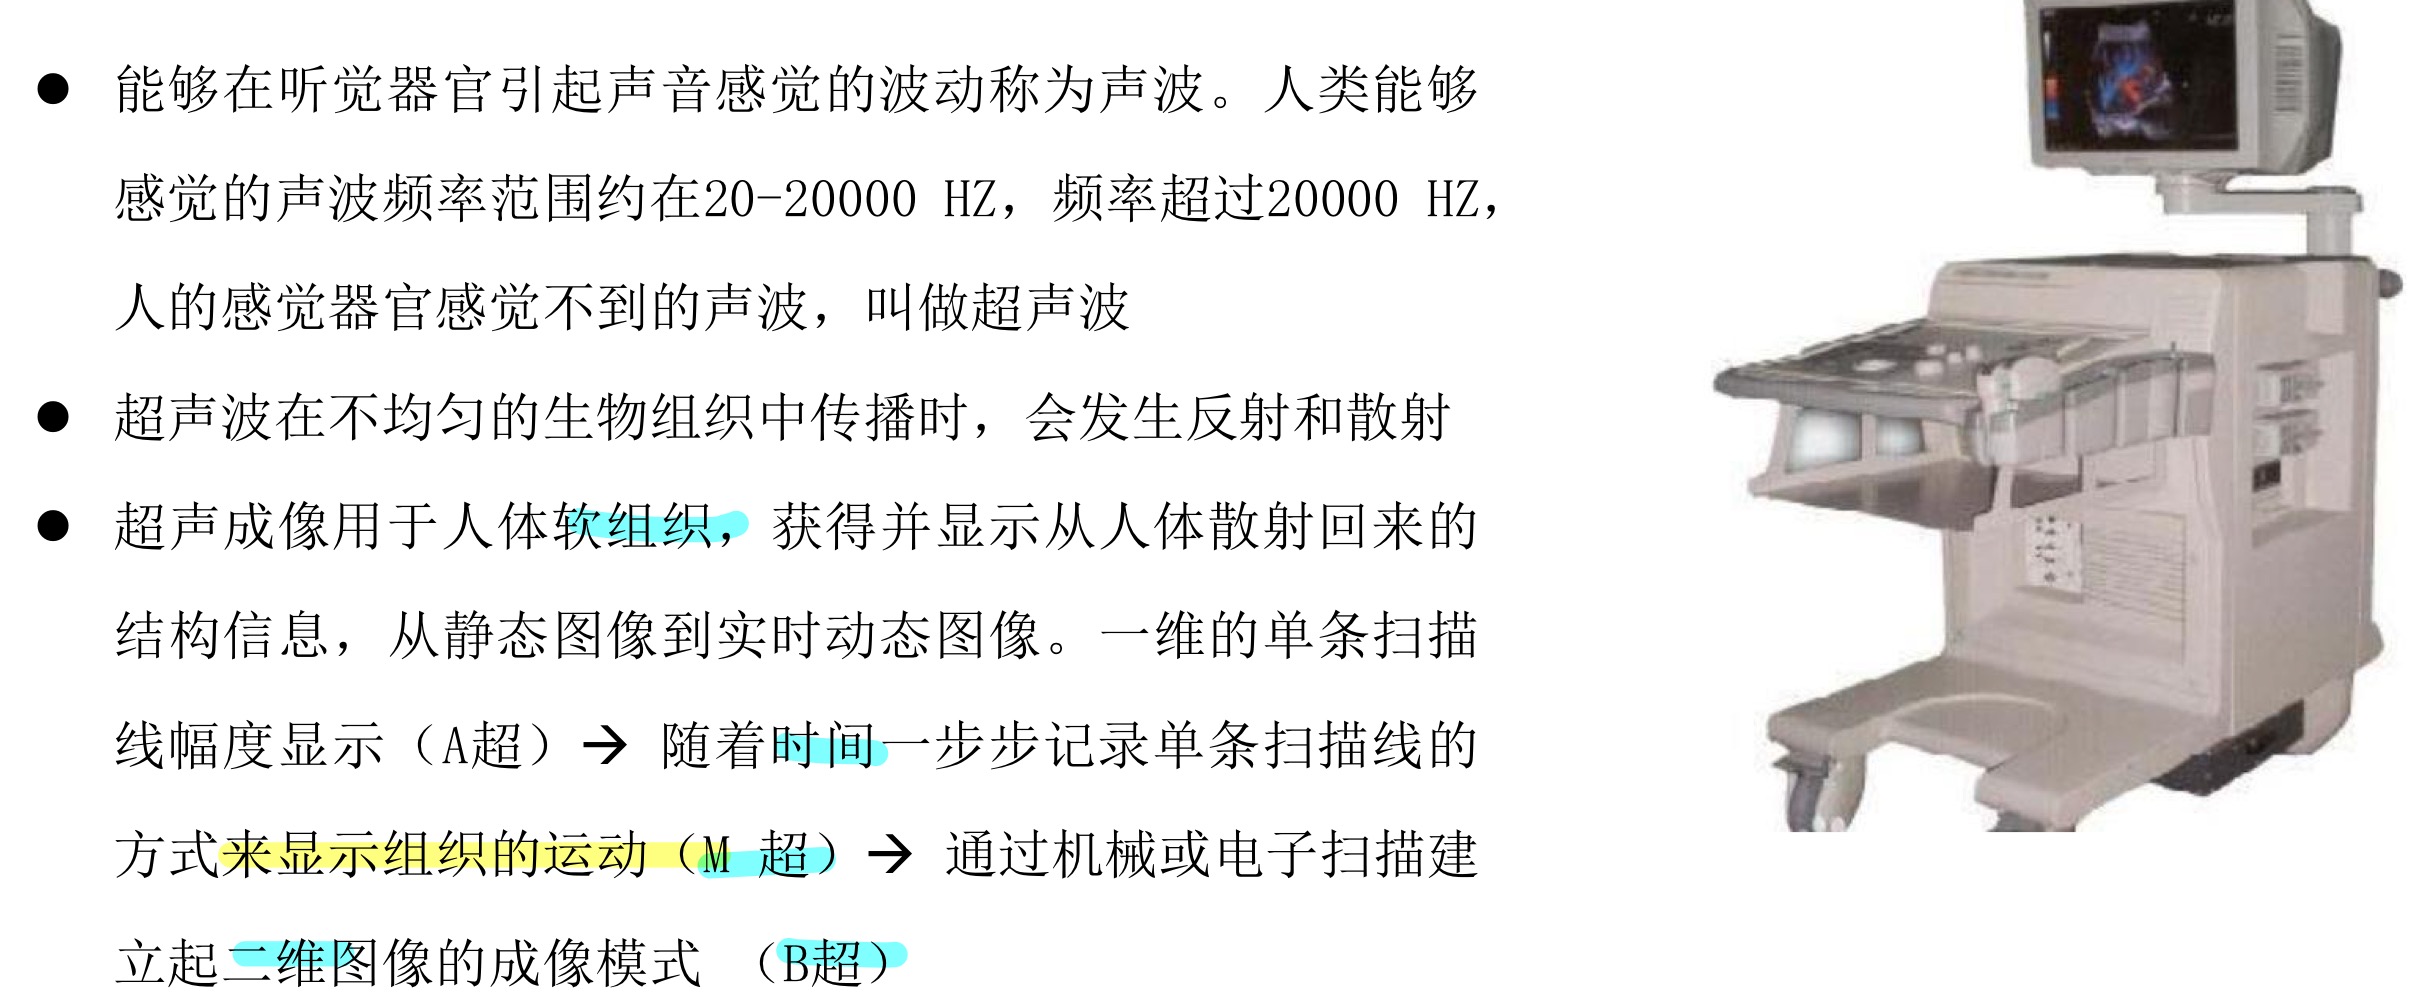 ● 能够在听觉器官引起声音感觉的波动称为声波。人类能够
感觉的声波频率范围约在20-20000 HZ，频率超过20000 HZ，
人的感觉器官感觉不到的声波，叫做超声波
● 超声波在不均匀的生物组织中传播时，会发生反射和散射
● 超声成像用于人体软组织，获得并显示从人体散射回来的
结构信息，从静态图像到实时动态图像。一维的单条扫描
线幅度显示（A超）→ 随着时间一步步记录单条扫描线的
方式来显示组织的运动（M 超）→ 通过机械或电子扫描建
立起二维图像的成像模式 （B超）